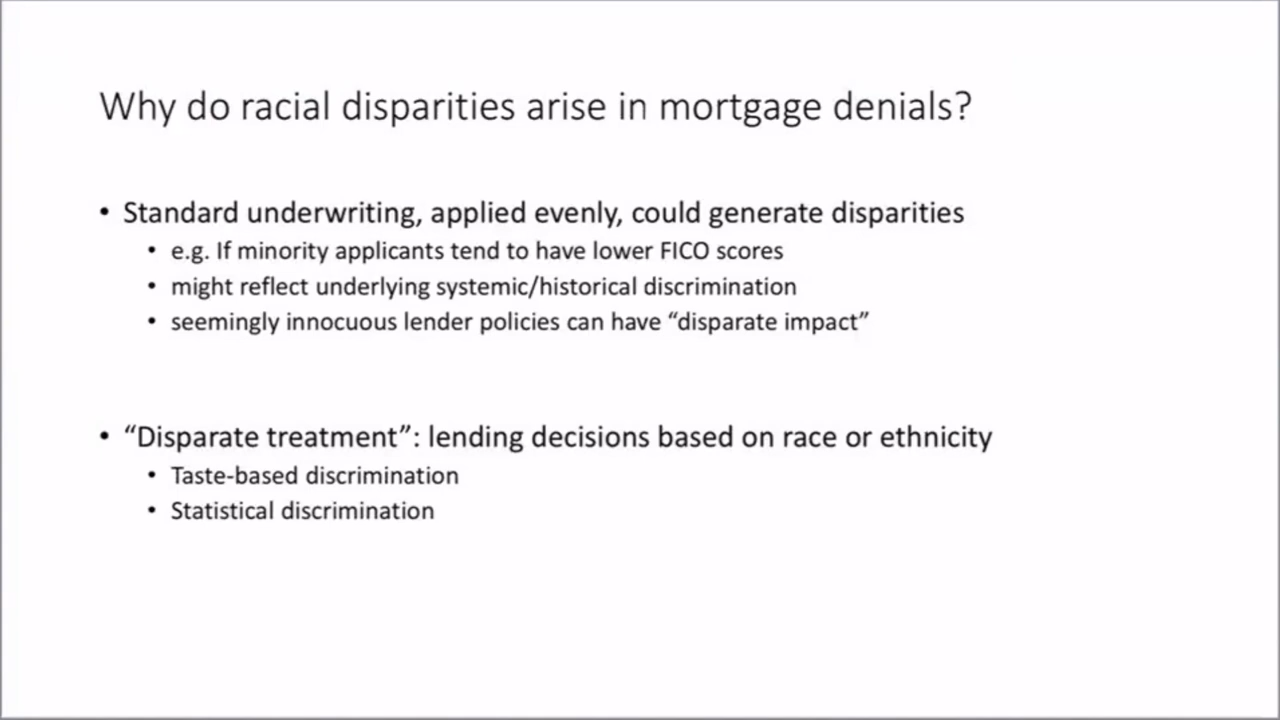 Why do racial disparities arise in mortgage denials?
• Standard underwriting, applied evenly, could generate disparities
• e.g. If minority applicants tend to have lower FICO scores
• might reflect underlying systemic/historical discrimination
• seemingly innocuous lender policies can have “disparate impact”
• “Disparate treatment”: lending decisions based on race or ethnicity
• Taste-based discrimination
• Statistical discrimination